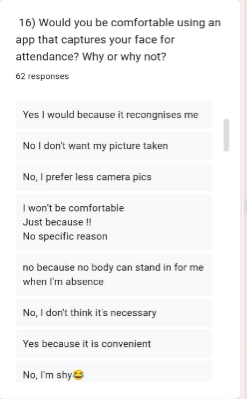 16) Would you be comfortable using an
app that captures your face for
attendance? Why or why not?
62 responses
Yes I would because it recongnises me
No I don't want my picture taken
No, I prefer less camera pics
I won't be comfortable
Just because !!
No specific reason
no because no body can stand in for me
when I'm absence
No, I don't think it's necessary
Yes because it is convenient
No, I'm shy😂